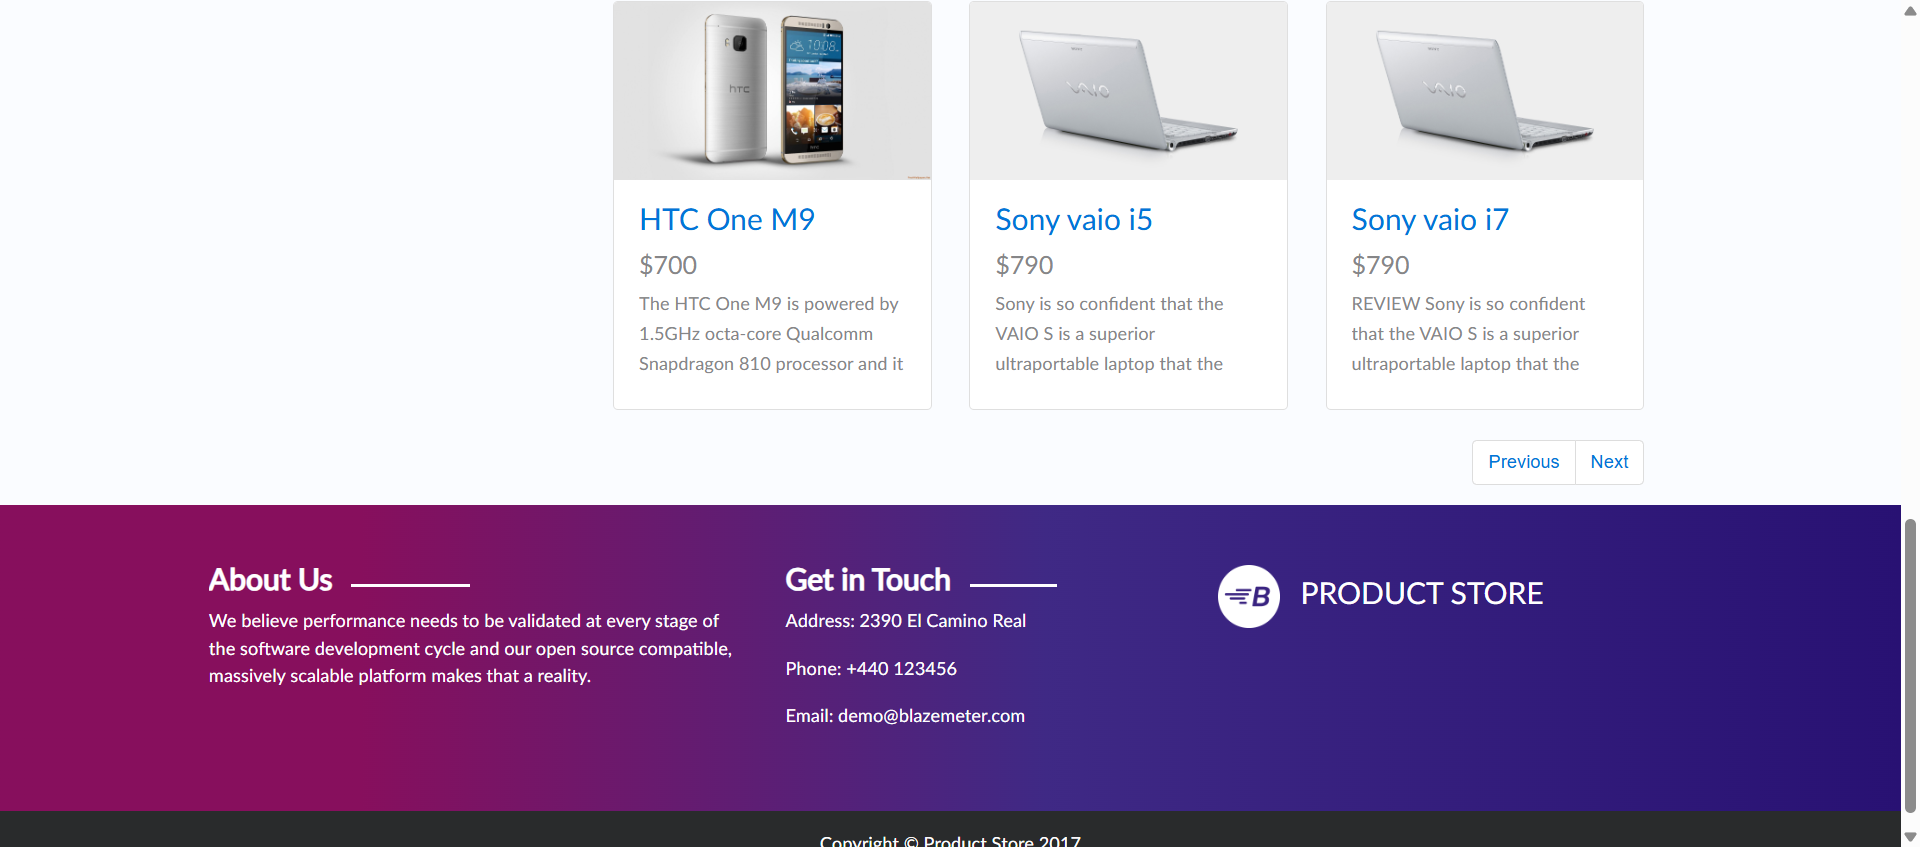 hTC
10:08
VAIO
VAIO
HTC One M9
$700
The HTC One M9 is powered by
1.5GHz octa-core Qualcomm
Snapdragon 810 processor and it
Sony vaio i5
$790
Sony is so confident that the
VAIO S is a superior
ultraportable laptop that the
Sony vaio i7
$790
REVIEW Sony is so confident
that the VAIO S is a superior
ultraportable laptop that the
Previous
Next
About Us
We believe performance needs to be validated at every stage of
the software development cycle and our open source compatible,
massively scalable platform makes that a reality.
Get in Touch
Address: 2390 El Camino Real
Phone: +440 123456
Email: demo@blazemeter.com
B
PRODUCT STORE
Copyright © Product Store 2017